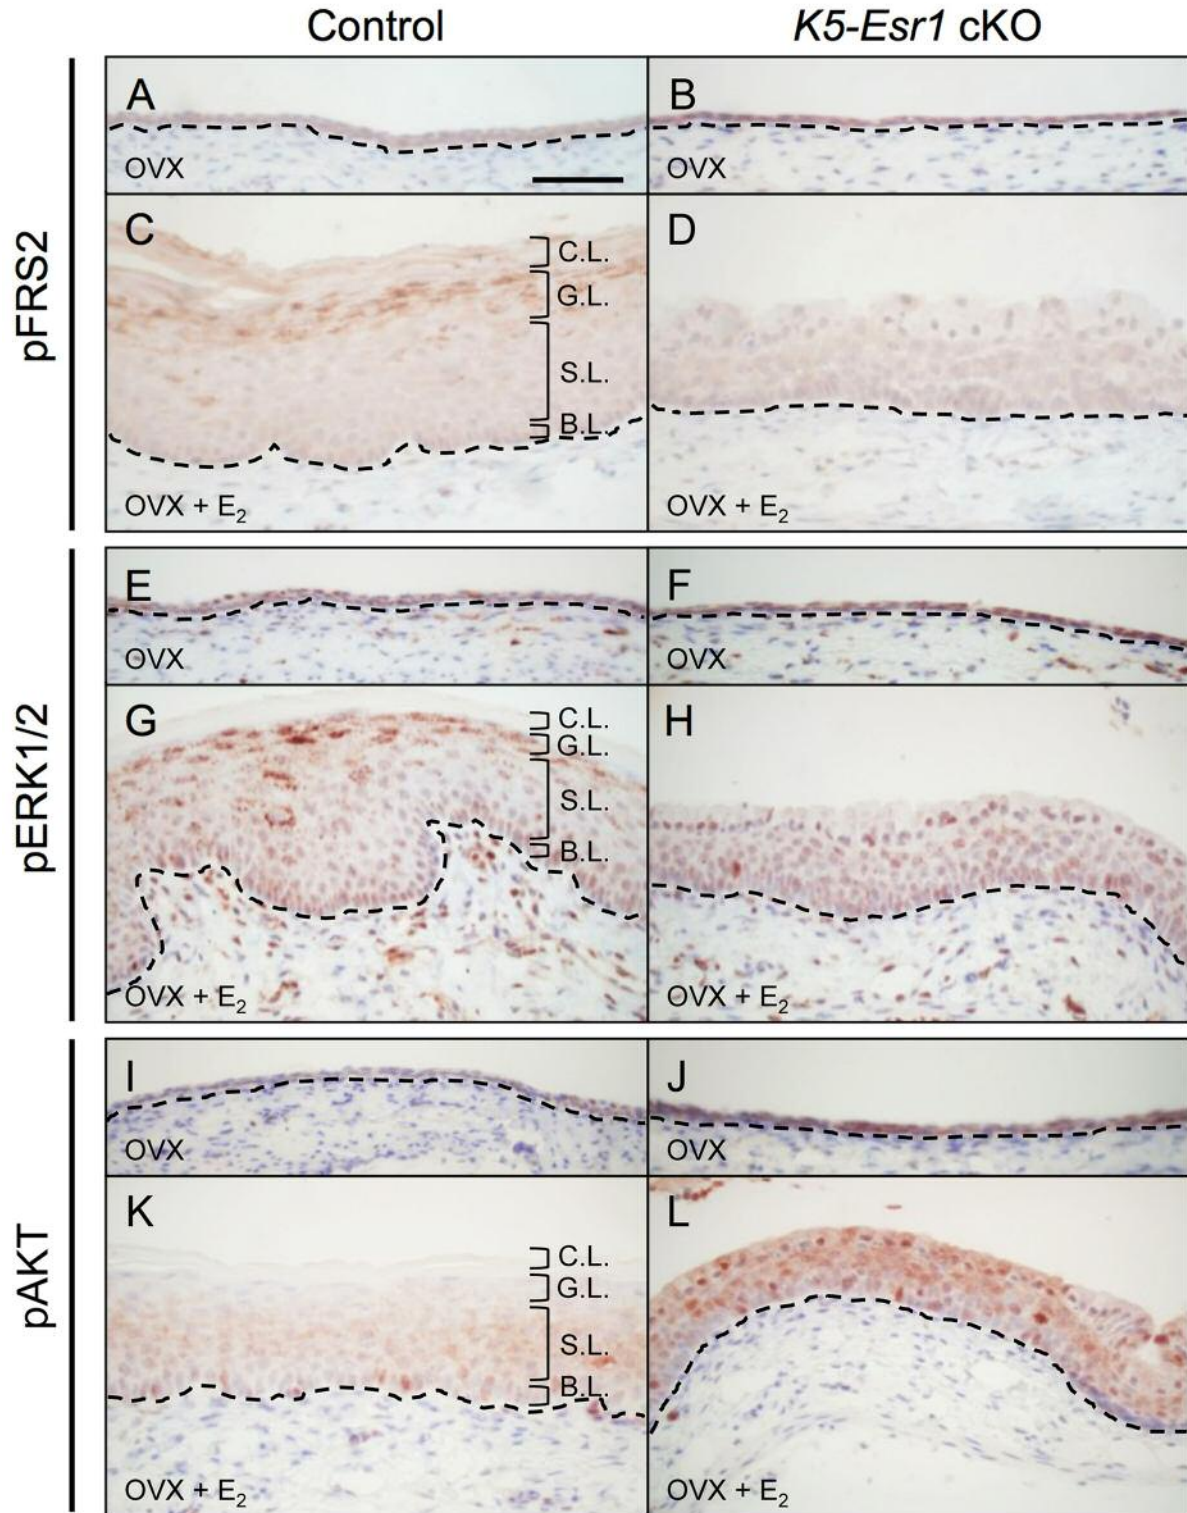 Control
K5-Esr1 cKO
pFRS2
A
OVX
B
OVX
C
C.L.
G.L.
S.L.
B.L.
OVX + E₂
D
OVX + E₂
pERK1/2
E
OVX
F
OVX
G
C.L.
G.L.
S.L.
B.L.
OVX + E₂
H
OVX + E₂
pAKT
I
OVX
J
OVX
K
C.L.
G.L.
S.L.
B.L.
OVX + E₂
L
OVX + E₂